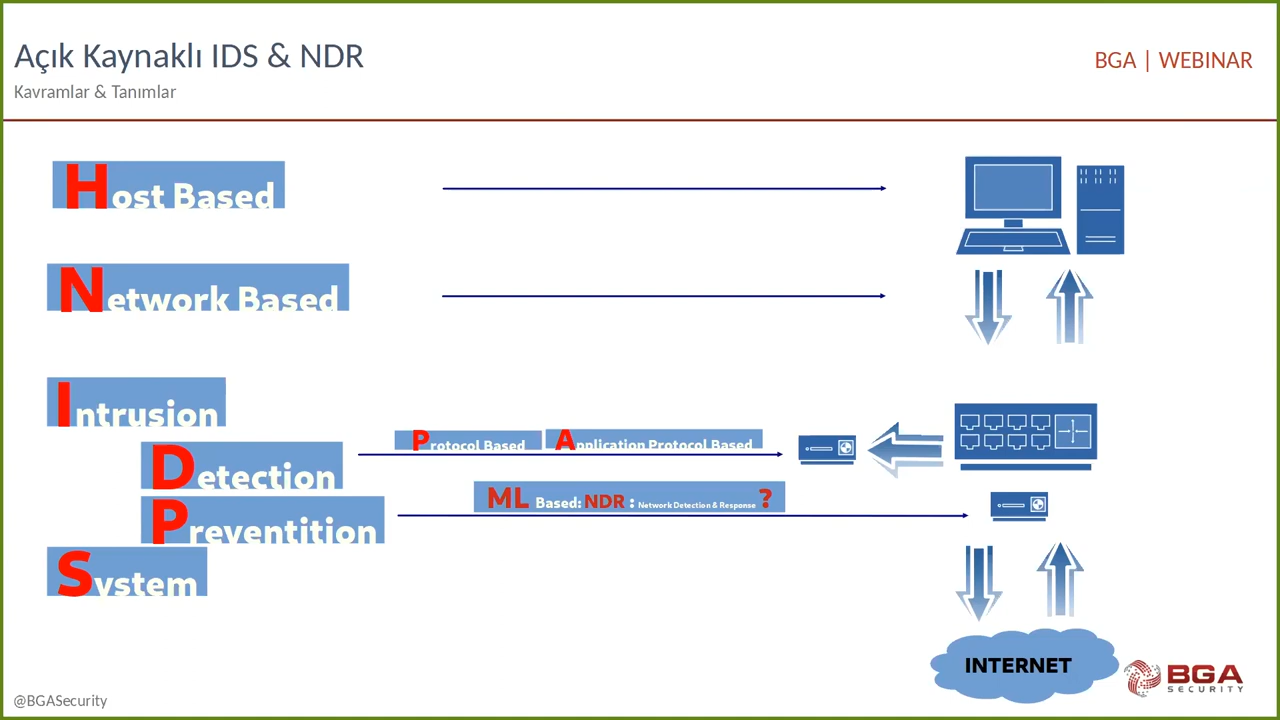 Açık Kaynaklı IDS & NDR
BGA | WEBINAR
Kavramlar & Tanımlar
Host Based
Network Based
Intrusion
Protocol Based
Application Protocol Based
Detection
ML Based: NDR : Network Detection & Response ?
Preventition
System
INTERNET
BGA
SECURITY
@BGASecurity